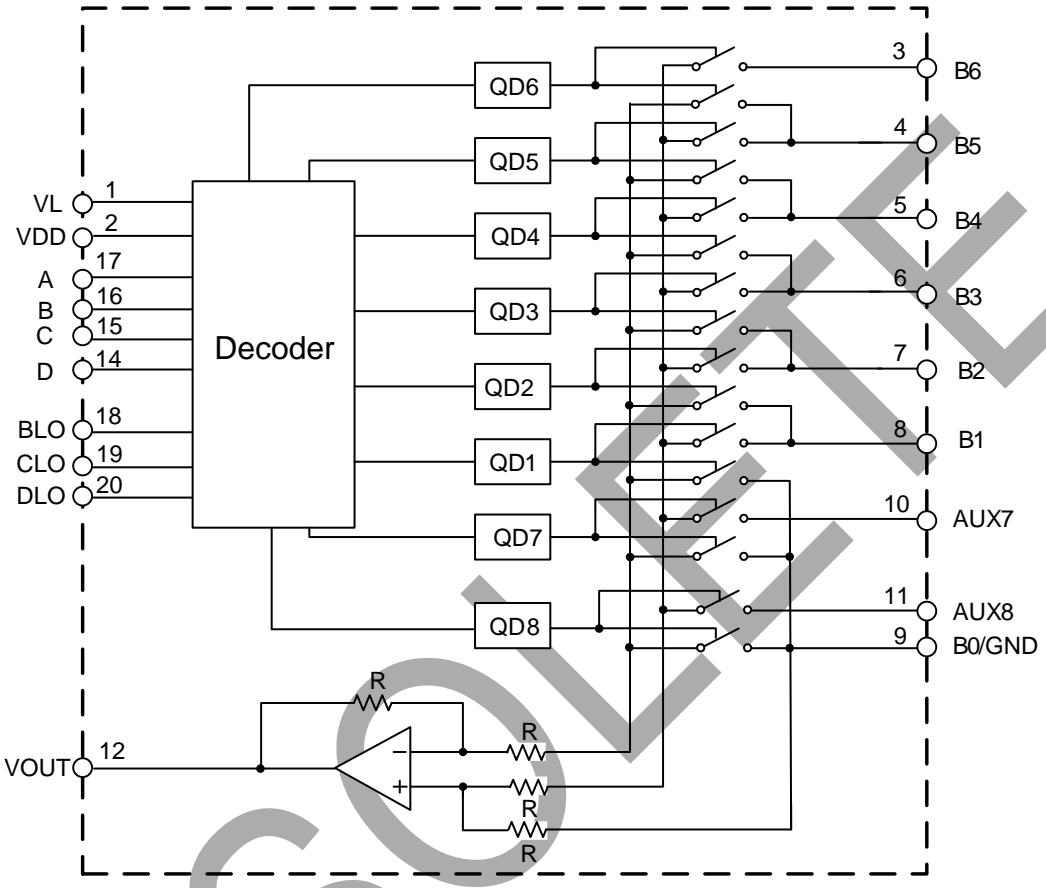 3
B6
QD6
4
B5
QD5
VL 1
VDD 2
5
B4
QD4
A 17
B 16
C 15
D 14
6
B3
QD3
Decoder
7
B2
QD2
BLO 18
CLO 19
DLO 20
8
B1
QD1
10
AUX7
QD7
11
AUX8
QD8
9
B0/GND
R
R
VOUT 12
−
+
R
R
OBSOLETE